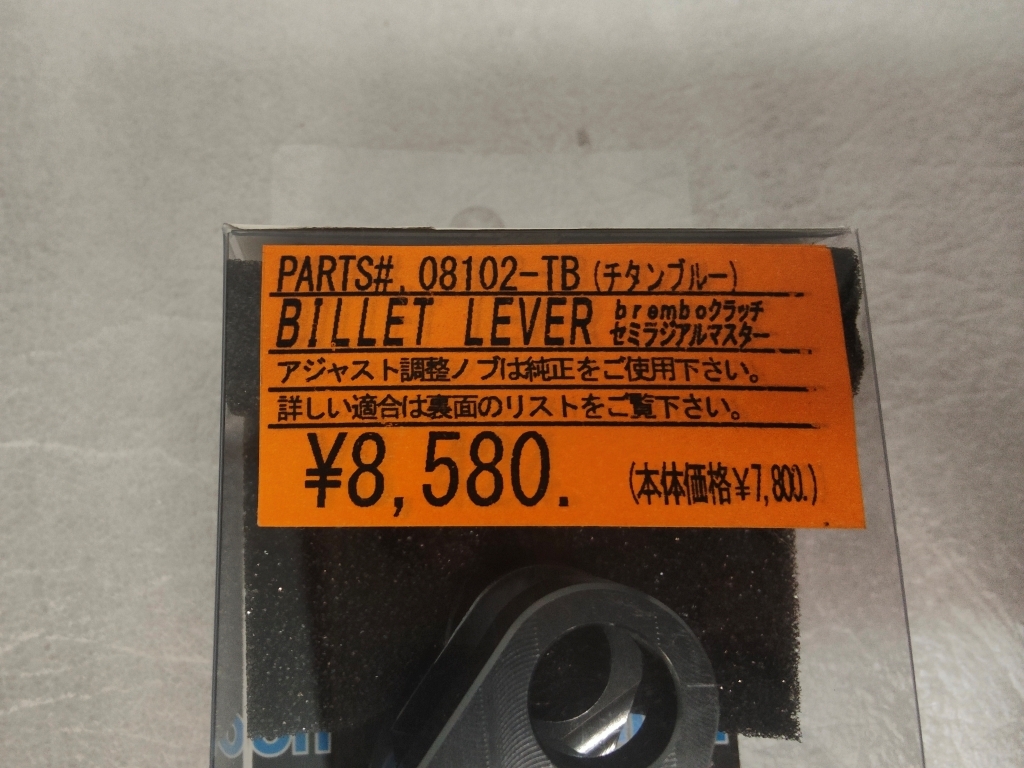 PARTS#. 08102-TB (チタンブルー)
BILLET LEVER bremboクラッチ
セミラジアルマスター
アジャスト調整ノブは純正をご使用下さい。
詳しい適合は裏面のリストをご覧下さい。
¥8,580. (本体価格¥7,800.)